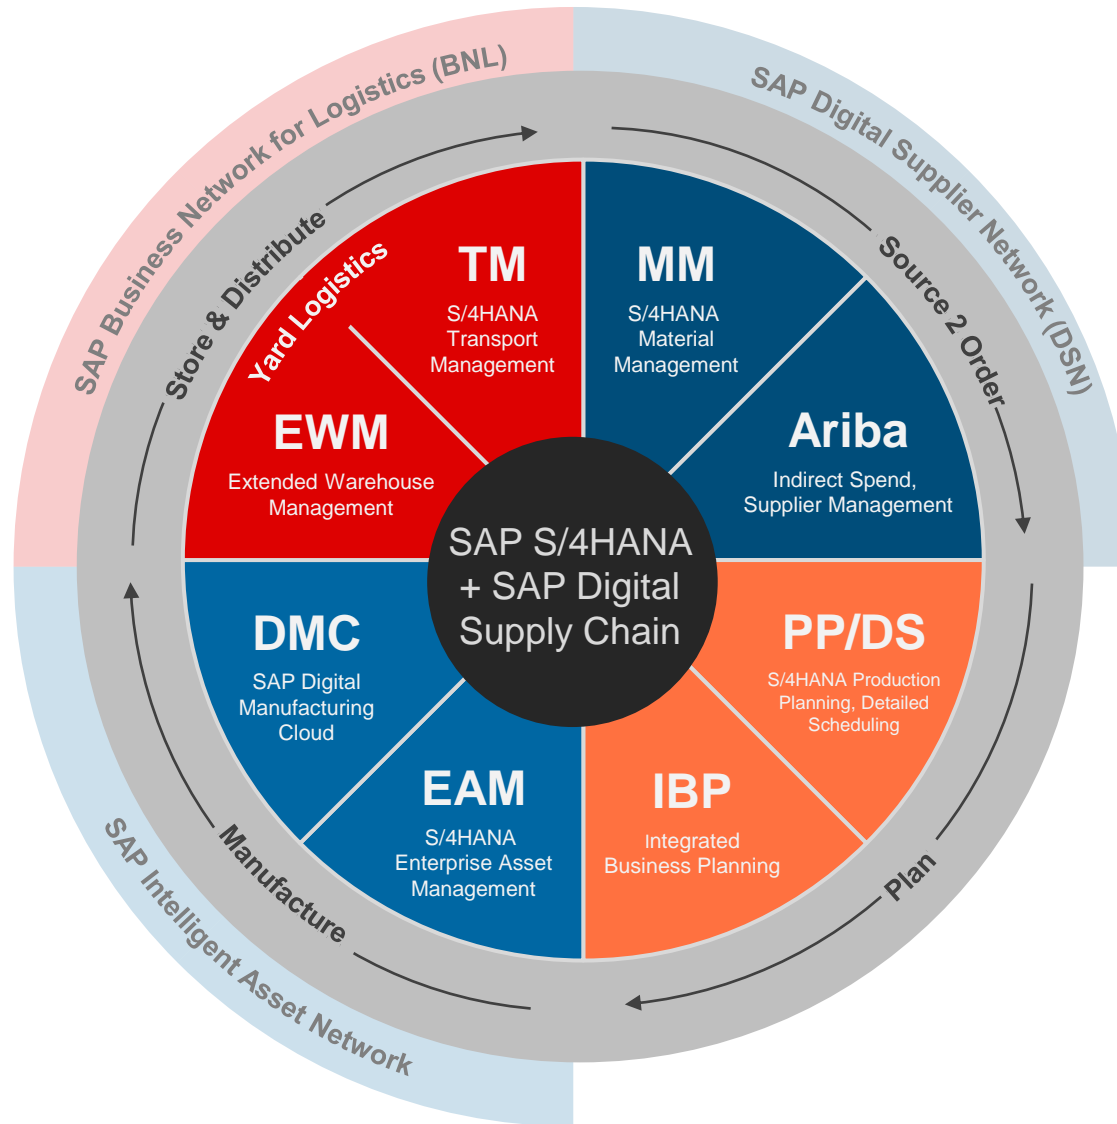 SAP Business Network for Logistics (BNL)
SAP Digital Supplier Network (DSN)
Store & Distribute
Source 2 Order
Yard Logistics
TM
S/4HANA
Transport
Management
MM
S/4HANA
Material
Management
EWM
Extended Warehouse
Management
Ariba
Indirect Spend,
Supplier Management
SAP S/4HANA
+ SAP Digital
Supply Chain
DMC
SAP Digital
Manufacturing
Cloud
PP/DS
S/4HANA Production
Planning, Detailed
Scheduling
EAM
S/4HANA
Enterprise Asset
Management
IBP
Integrated
Business Planning
Manufacture
Plan
SAP Intelligent Asset Network